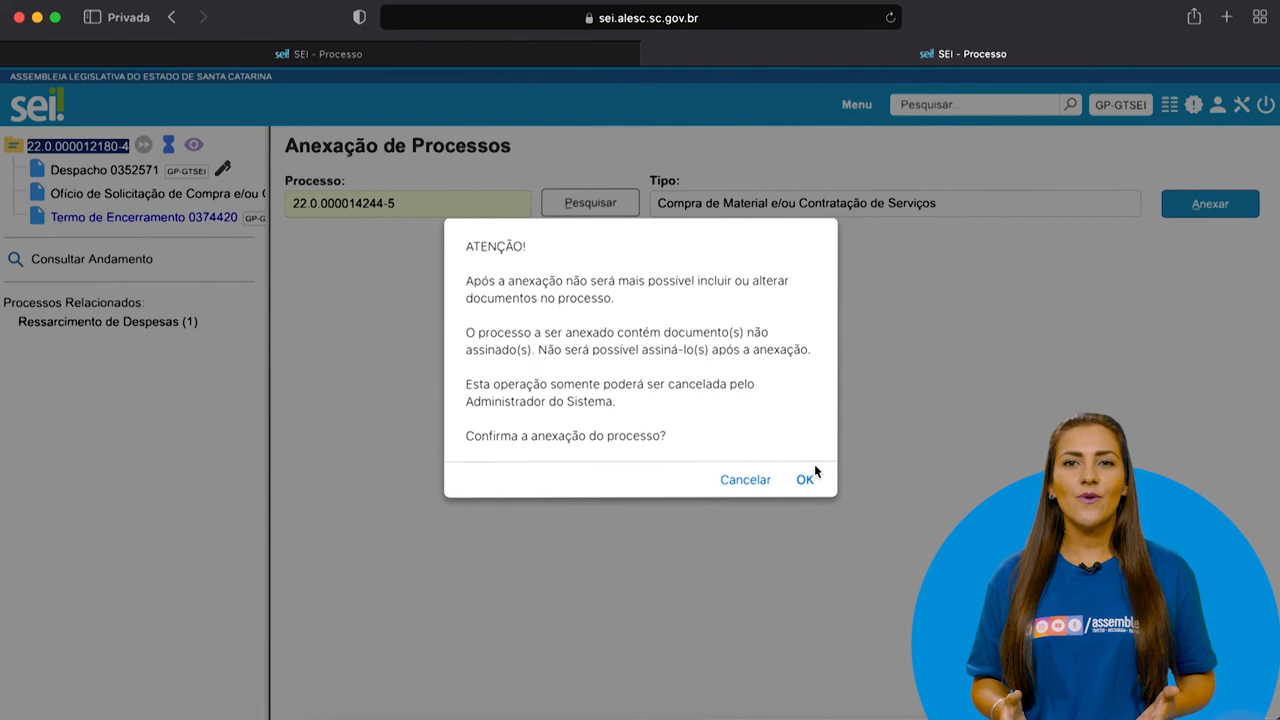 Privada
sei.alesc.sc.gov.br
sei! SEI - Processo
sei! SEI - Processo
ASSEMBLEIA LEGISLATIVA DO ESTADO DE SANTA CATARINA
sei!
Menu
Pesquisar...
GP-GTSEI
22.0.000012180-4
Despacho 0352571 GP-GTSEI
Ofício de Solicitação de Compra e/ou C
Termo de Encerramento 0374420 GP-G
Consultar Andamento
Processos Relacionados:
Ressarcimento de Despesas (1)
Anexação de Processos
Processo:
Tipo:
22.0.000014244-5
Pesquisar
Compra de Material e/ou Contratação de Serviços
Anexar
ATENÇÃO!
Após a anexação não será mais possível incluir ou alterar
documentos no processo.
O processo a ser anexado contém documento(s) não
assinado(s). Não será possível assiná-lo(s) após a anexação.
Esta operação somente poderá ser cancelada pelo
Administrador do Sistema.
Confirma a anexação do processo?
Cancelar
OK
/assemble